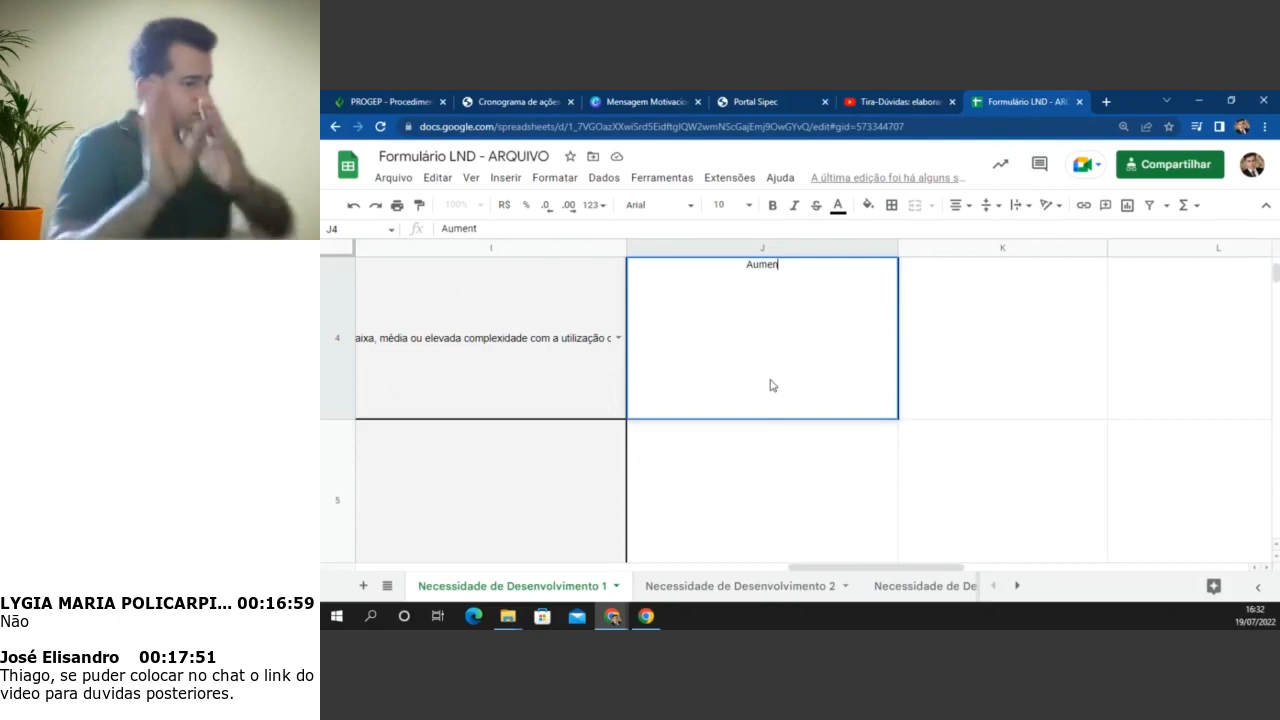 PROGEP - Procedimer
Cronograma de açõe
Mensagem Motivacio
Portal Sipec
Tira-Dúvidas: elabora
Formulário LND - AR
docs.google.com/spreadsheets/d/1_7VGOazXXwiSrd5EidftgIQW2wmNScGajEmj9OwGYvQ/edit#gid=573344707
Formulário LND - ARQUIVO
Arquivo Editar Ver Inserir Formatar Dados Ferramentas Extensões Ajuda A última edição foi há alguns s...
Compartilhar
100% R$ % .0 .00 123 Arial 10
J4 fx Aument
I J K L
Aumen
4
aixa, média ou elevada complexidade com a utilização c
5
Necessidade de Desenvolvimento 1 Necessidade de Desenvolvimento 2 Necessidade de De
16:32
19/07/2022
LYGIA MARIA POLICARPI... 00:16:59
Não
José Elisandro 00:17:51
Thiago, se puder colocar no chat o link do
video para duvidas posteriores.